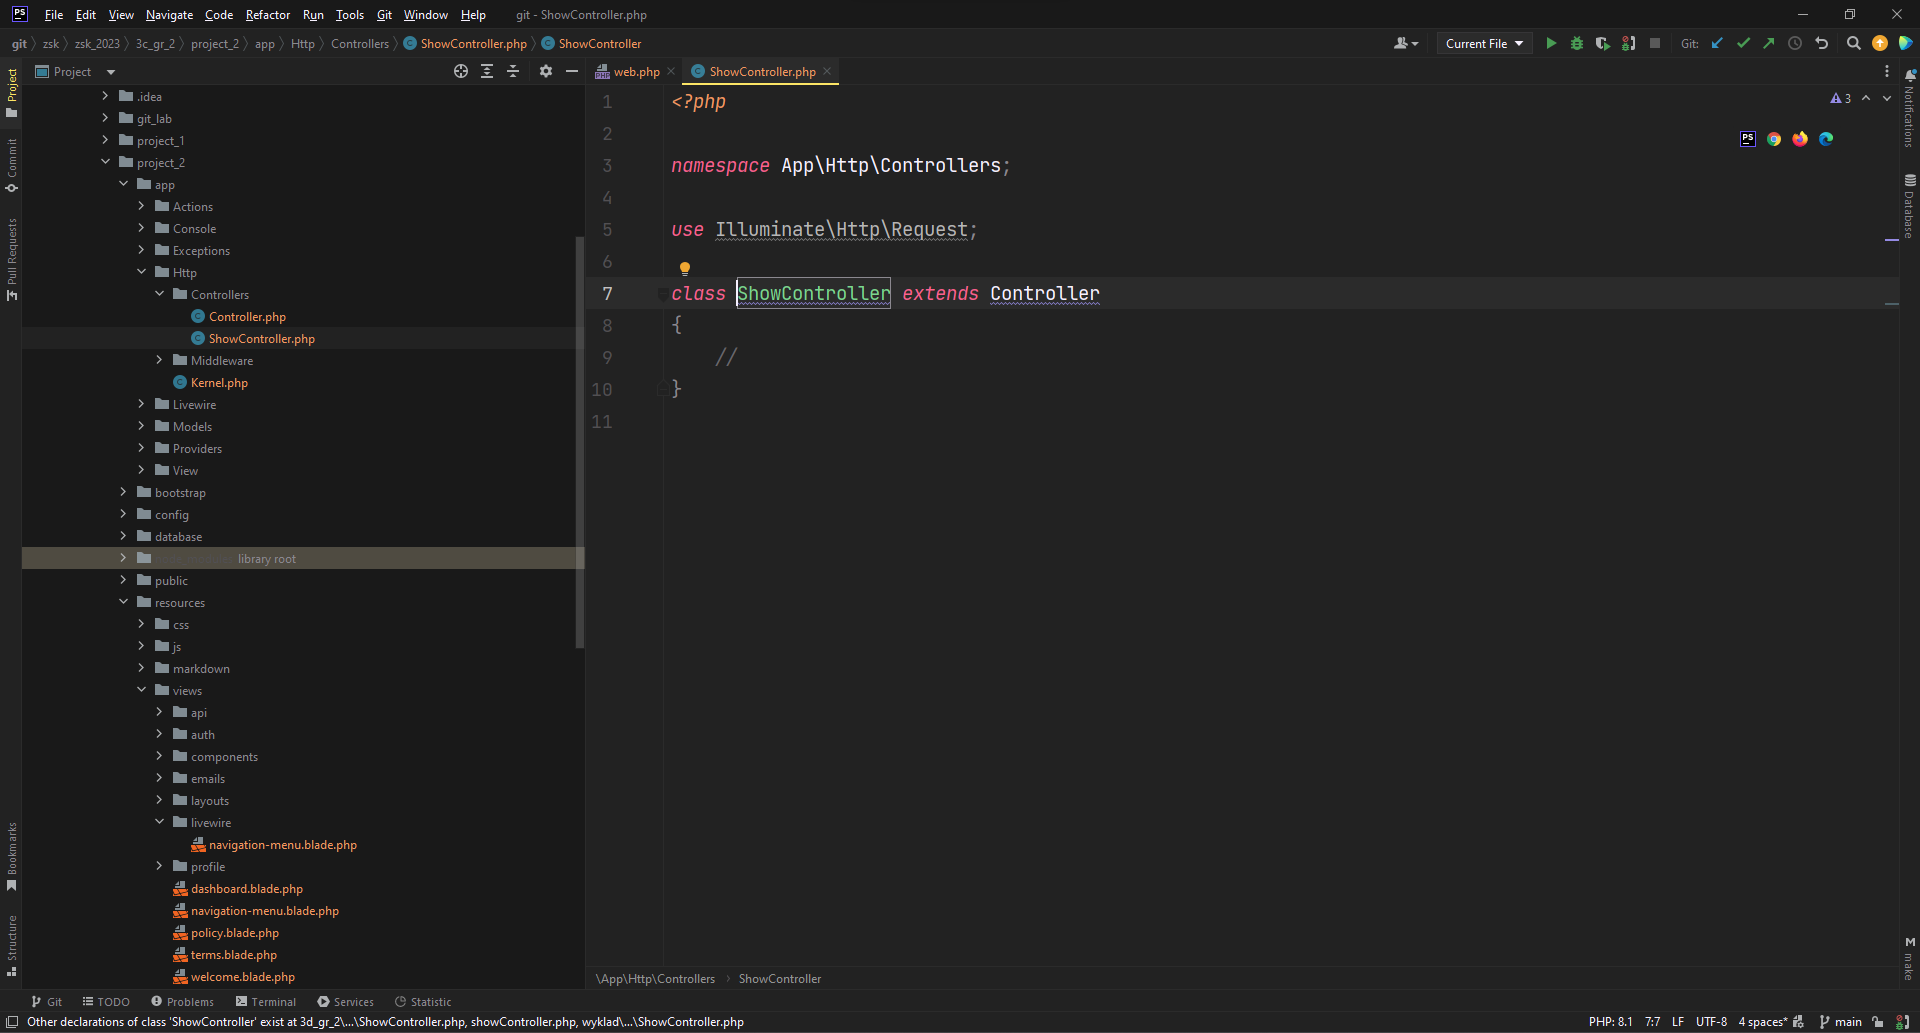 PS File Edit View Navigate Code Refactor Run Tools Git Window Help git - ShowController.php
git zsk zsk_2023 3c_gr_2 project_2 app Http Controllers ShowController.php ShowController Current File Git:
Project
web.php ShowController.php
Project
Commit
Pull Requests
Bookmarks
Structure
.idea
git_lab
project_1
project_2
app
Actions
Console
Exceptions
Http
Controllers
Controller.php
ShowController.php
Middleware
Kernel.php
Livewire
Models
Providers
View
bootstrap
config
database
library root
public
resources
css
js
markdown
views
api
auth
components
emails
layouts
livewire
navigation-menu.blade.php
profile
dashboard.blade.php
navigation-menu.blade.php
policy.blade.php
terms.blade.php
welcome.blade.php
1 <?php
2
3 namespace App\Http\Controllers;
4
5 use Illuminate\Http\Request;
6
7 class ShowController extends Controller
8 {
9 //
10 }
11
3
PS
Notifications
Database
M make
\App\Http\Controllers ShowController
Git TODO Problems Terminal Services Statistic
Other declarations of class 'ShowController' exist at 3d_gr_2\...\ShowController.php, showController.php, wyklad\...\ShowController.php PHP: 8.1 7:7 LF UTF-8 4 spaces* main